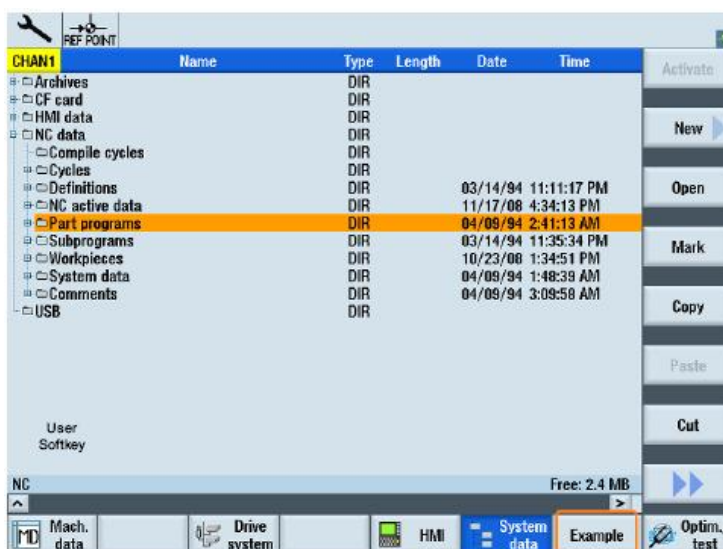 REF POINT
CHAN1 Name Type Length Date Time
Archives DIR
CF card DIR
HMI data DIR
NC data DIR
Compile cycles DIR
Cycles DIR
Definitions DIR 03/14/94 11:11:17 PM
NC active data DIR 11/17/08 4:34:13 PM
Part programs DIR 04/09/94 2:41:13 AM
Subprograms DIR 03/14/94 11:35:34 PM
Workpieces DIR 10/23/08 1:34:51 PM
System data DIR 04/09/94 1:48:39 AM
Comments DIR 04/09/94 3:09:58 AM
USB DIR
User
Softkey
NC Free: 2.4 MB
Activate
New
Open
Mark
Copy
Paste
Cut
MD Mach. data
Drive system
HMI
System data
Example
Optim. test